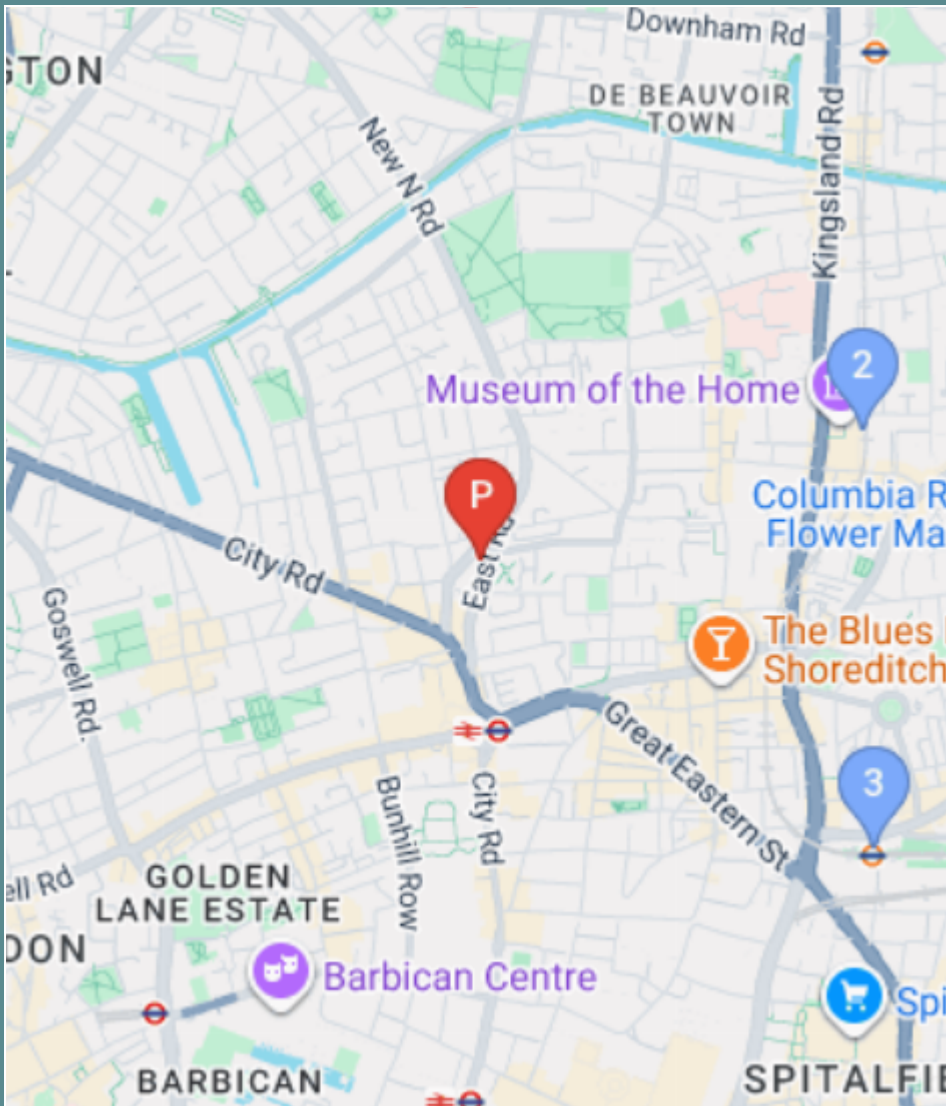 Downham Rd
GTON
DE BEAUVOIR
TOWN
New N Rd
Kingsland Rd
2
Museum of the Home
P
Columbia R
Flower Ma
East Rd
City Rd
Goswell Rd.
The Blues
Shoreditch
Great Eastern St
3
City Rd
Bunhill Row
ell Rd
GOLDEN
LANE ESTATE
DON
Barbican Centre
Spi
BARBICAN
SPITALFIE